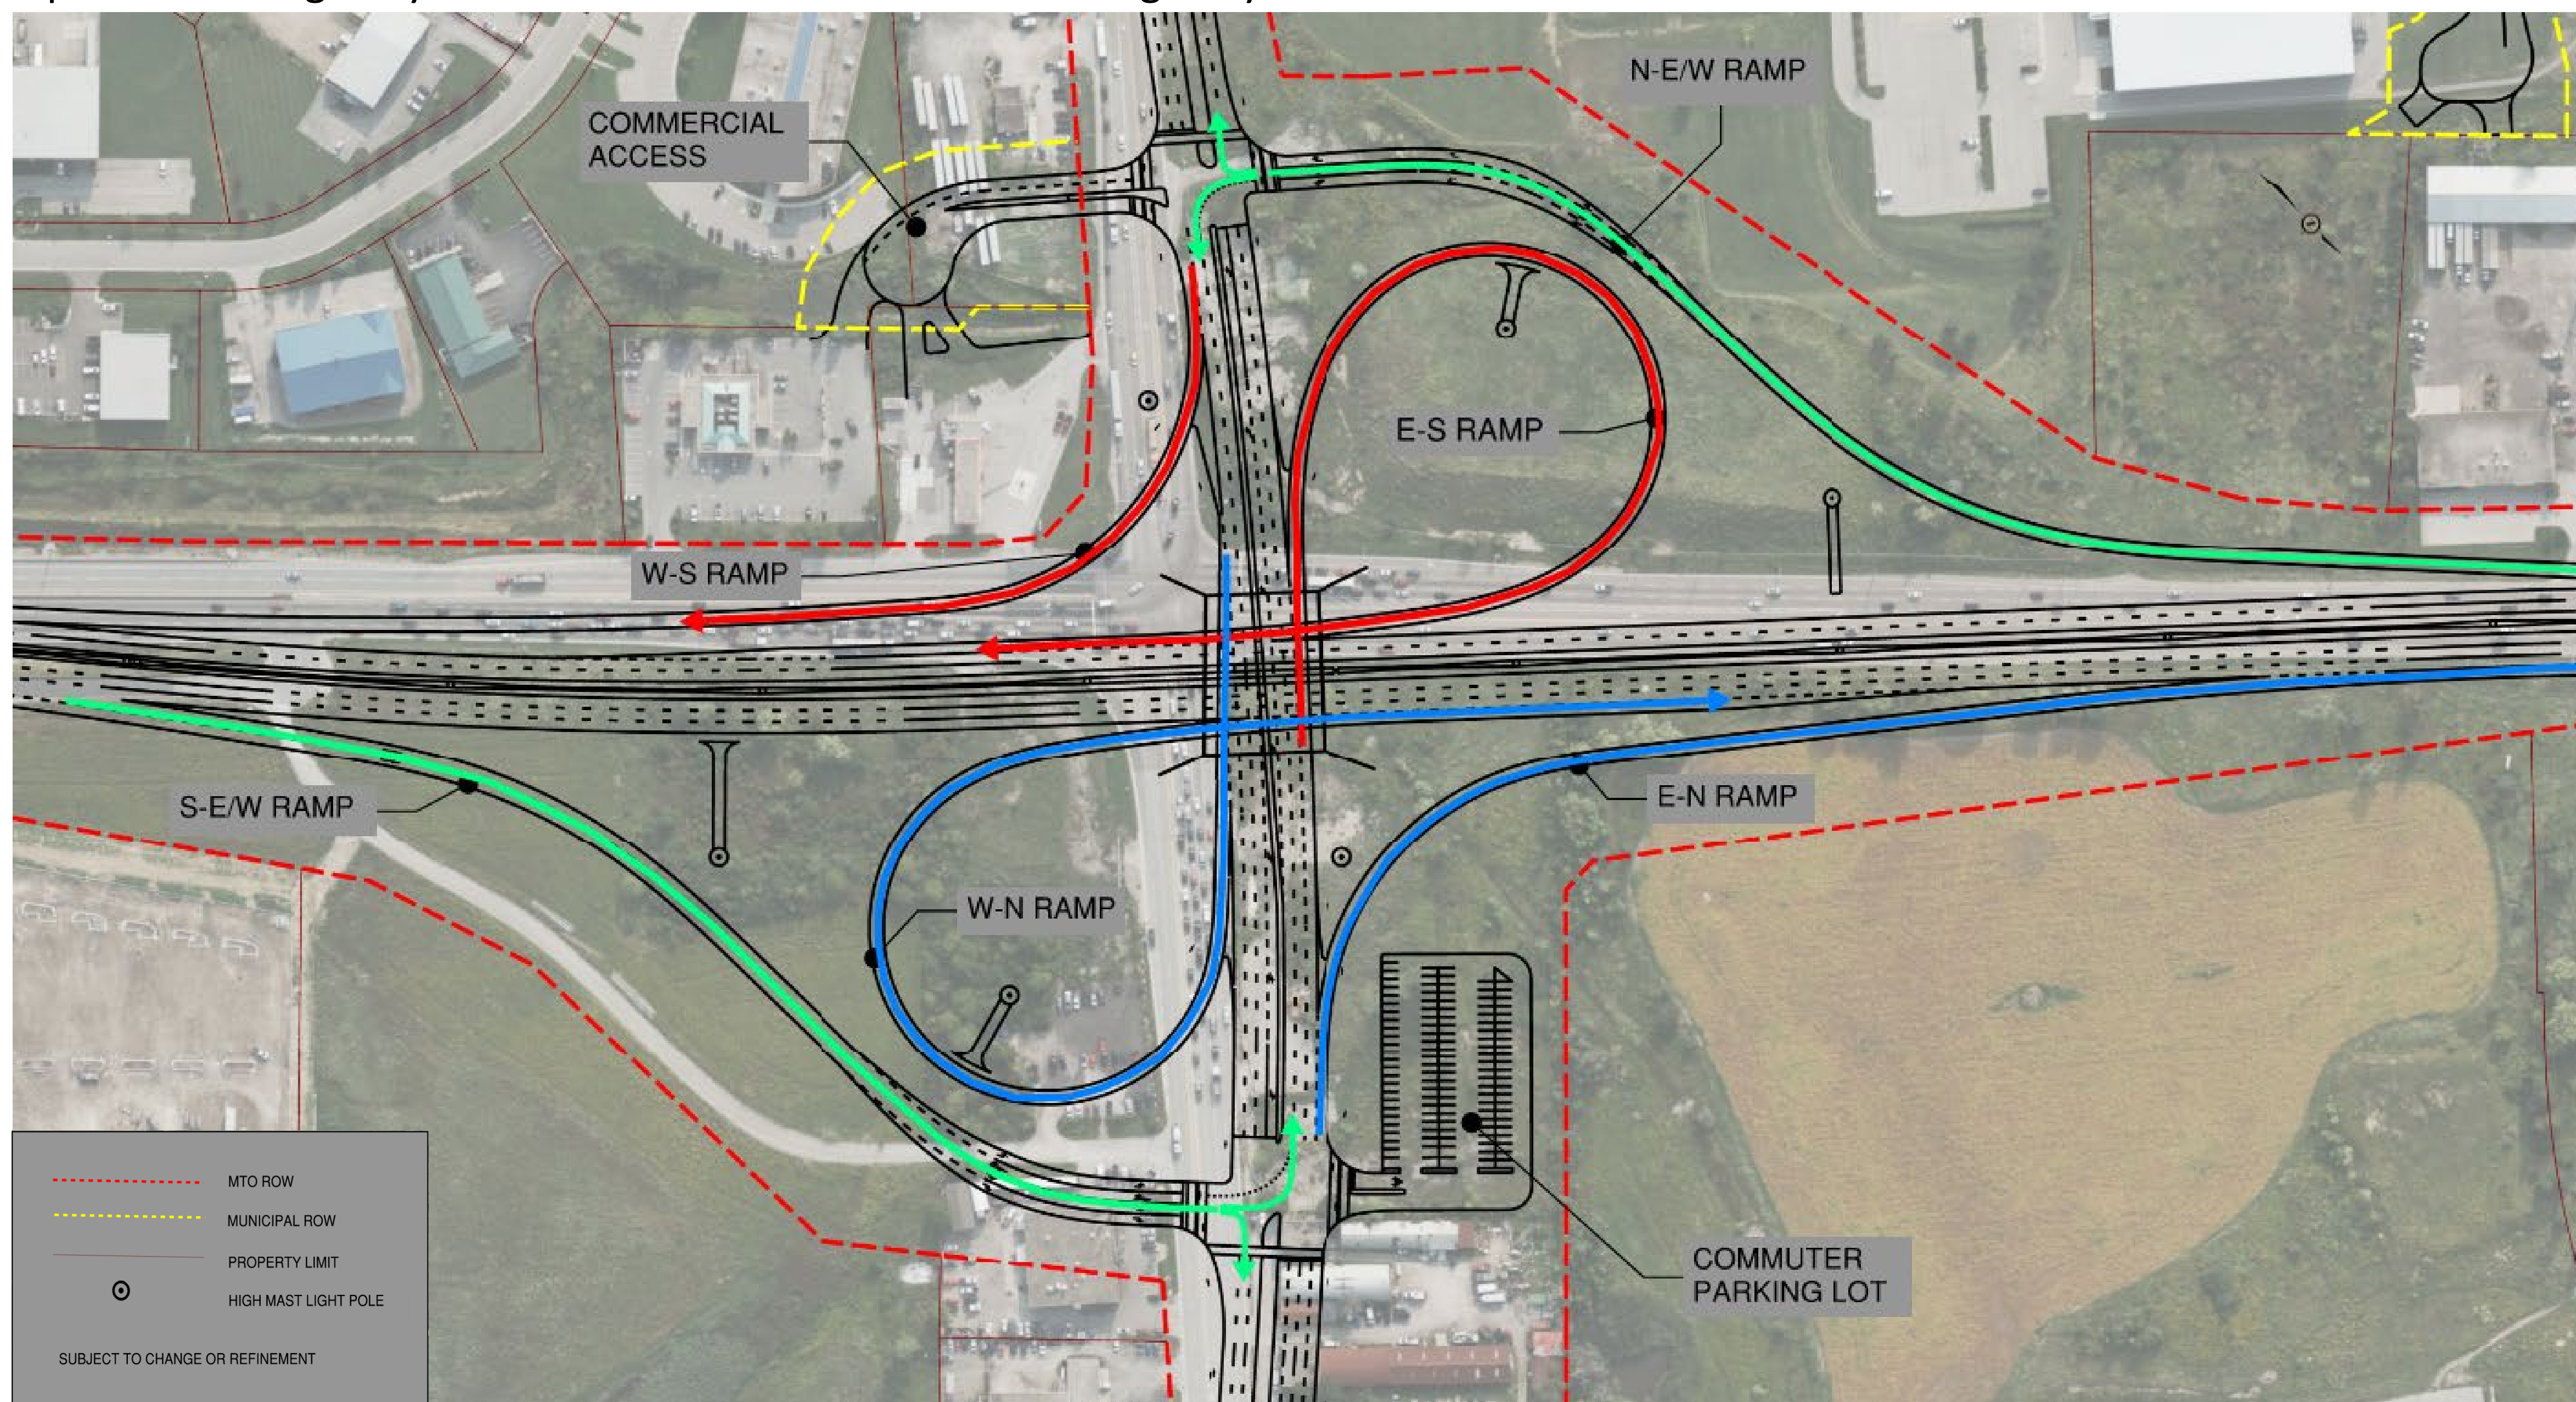 N-E/W RAMP
COMMERCIAL
ACCESS
E-S RAMP
W-S RAMP
S-E/W RAMP
E-N RAMP
W-N RAMP
COMMUTER
PARKING LOT
MTO ROW
MUNICIPAL ROW
PROPERTY LIMIT
HIGH MAST LIGHT POLE
SUBJECT TO CHANGE OR REFINEMENT